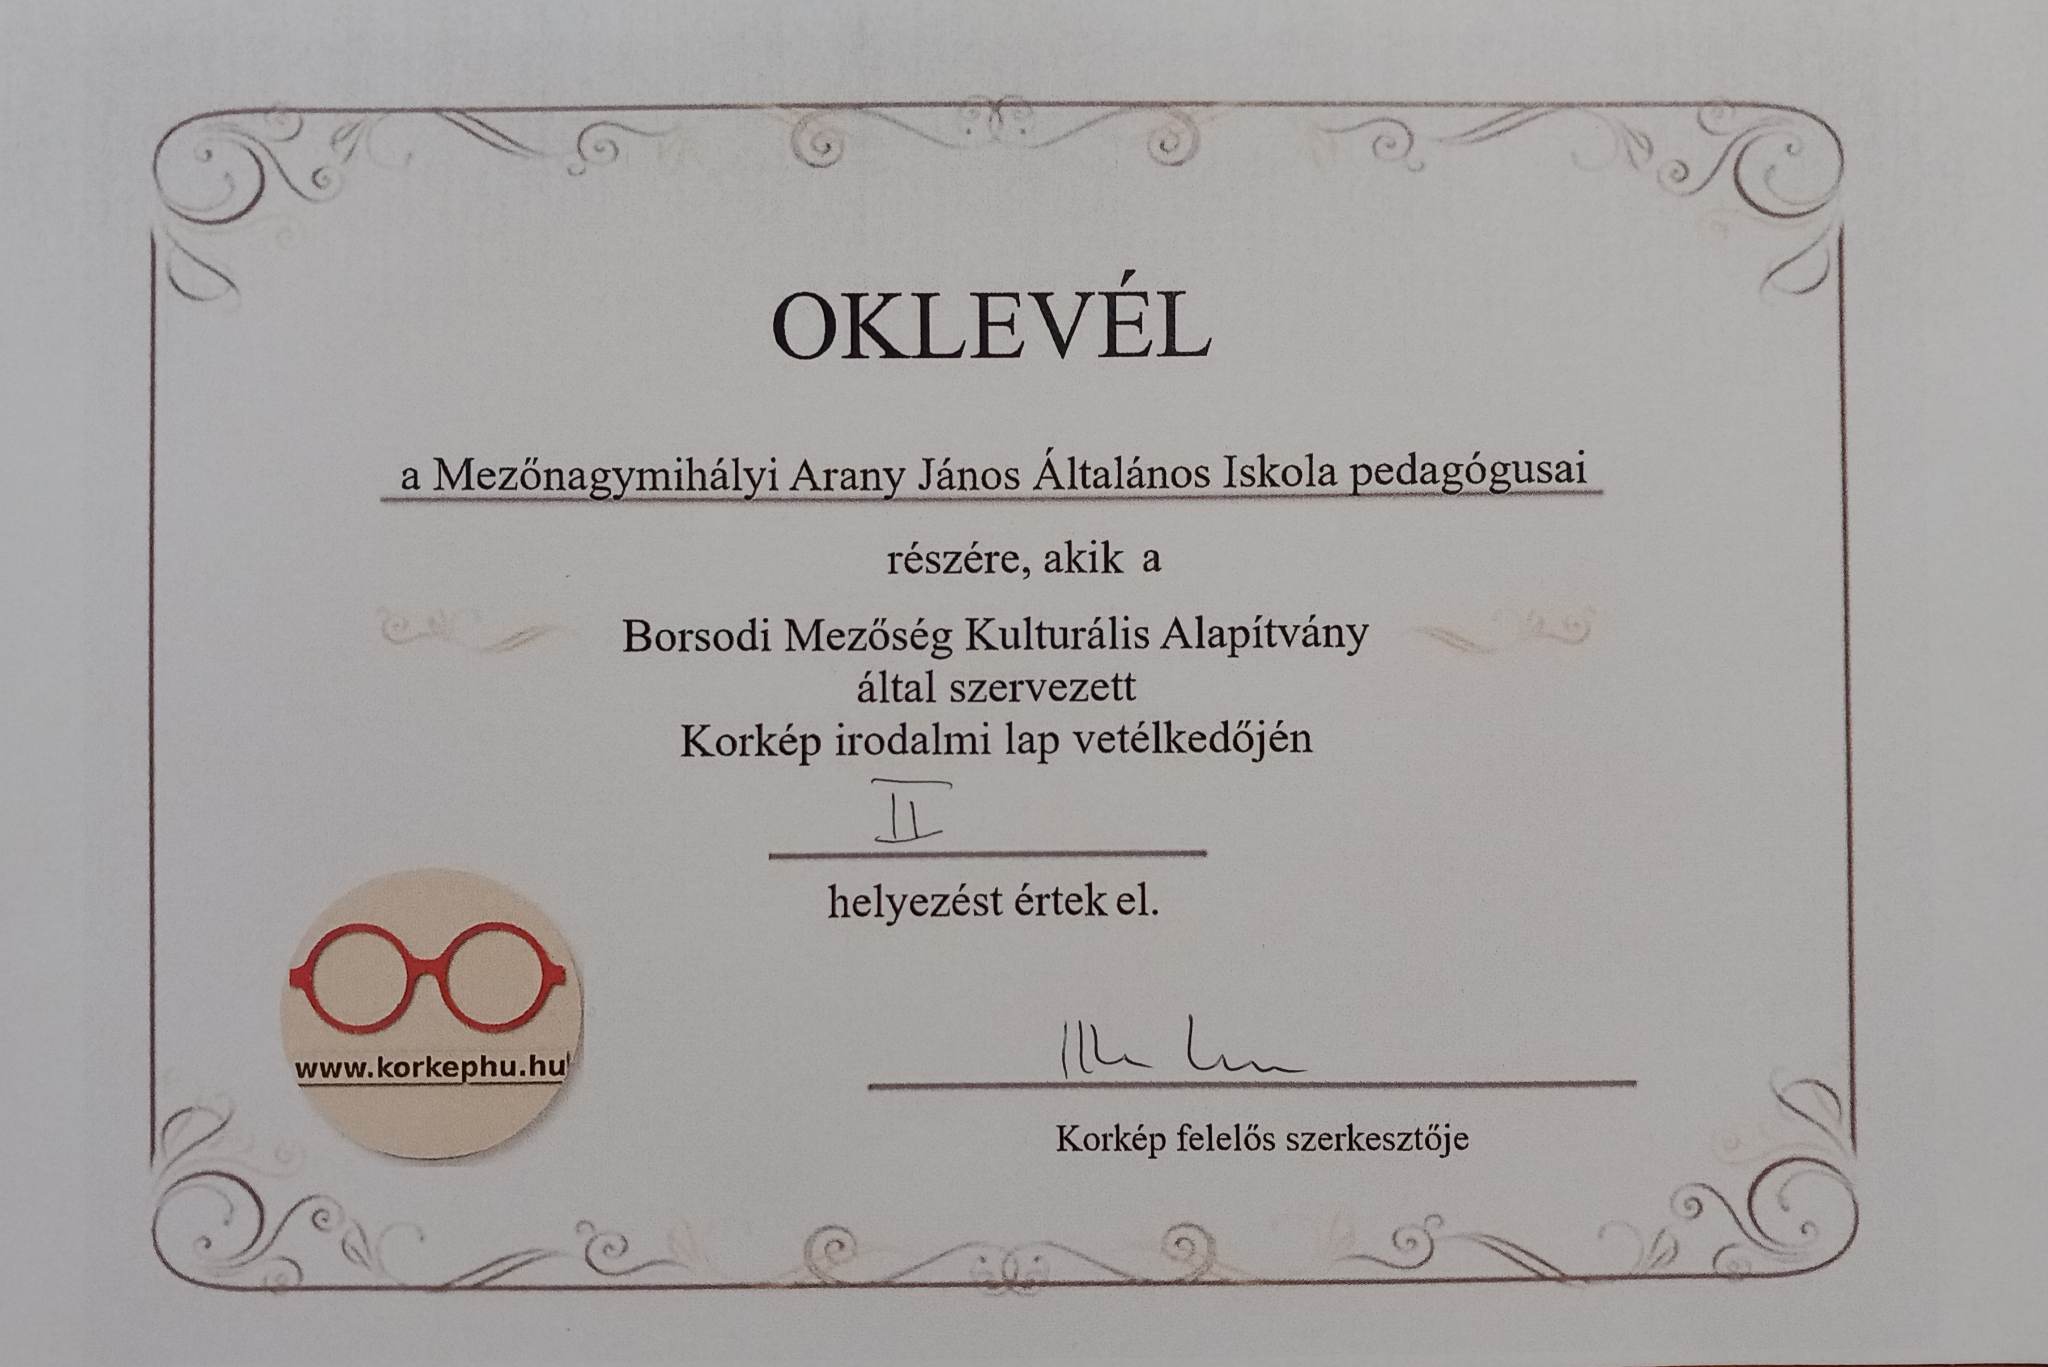 OKLEVÉL
a Mezőnagymihályi Arany János Általános Iskola pedagógusai
részére, akik a
Borsodi Mezőség Kulturális Alapítvány
által szervezett
Korkép irodalmi lap vetélkedőjén
II
helyezést értek el.
www.korkephu.hu
Korkép felelős szerkesztője